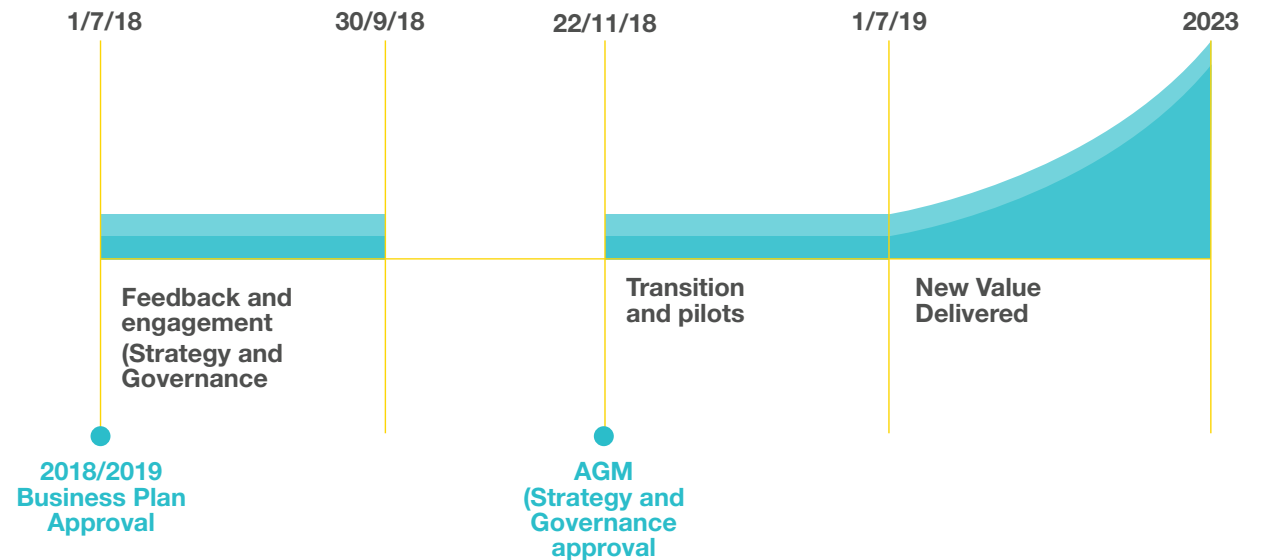 1/7/18
30/9/18
22/11/18
1/7/19
2023
Feedback and
engagement
(Strategy and
Governance
Transition
and pilots
New Value
Delivered
2018/2019
Business Plan
Approval
AGM
(Strategy and
Governance
approval